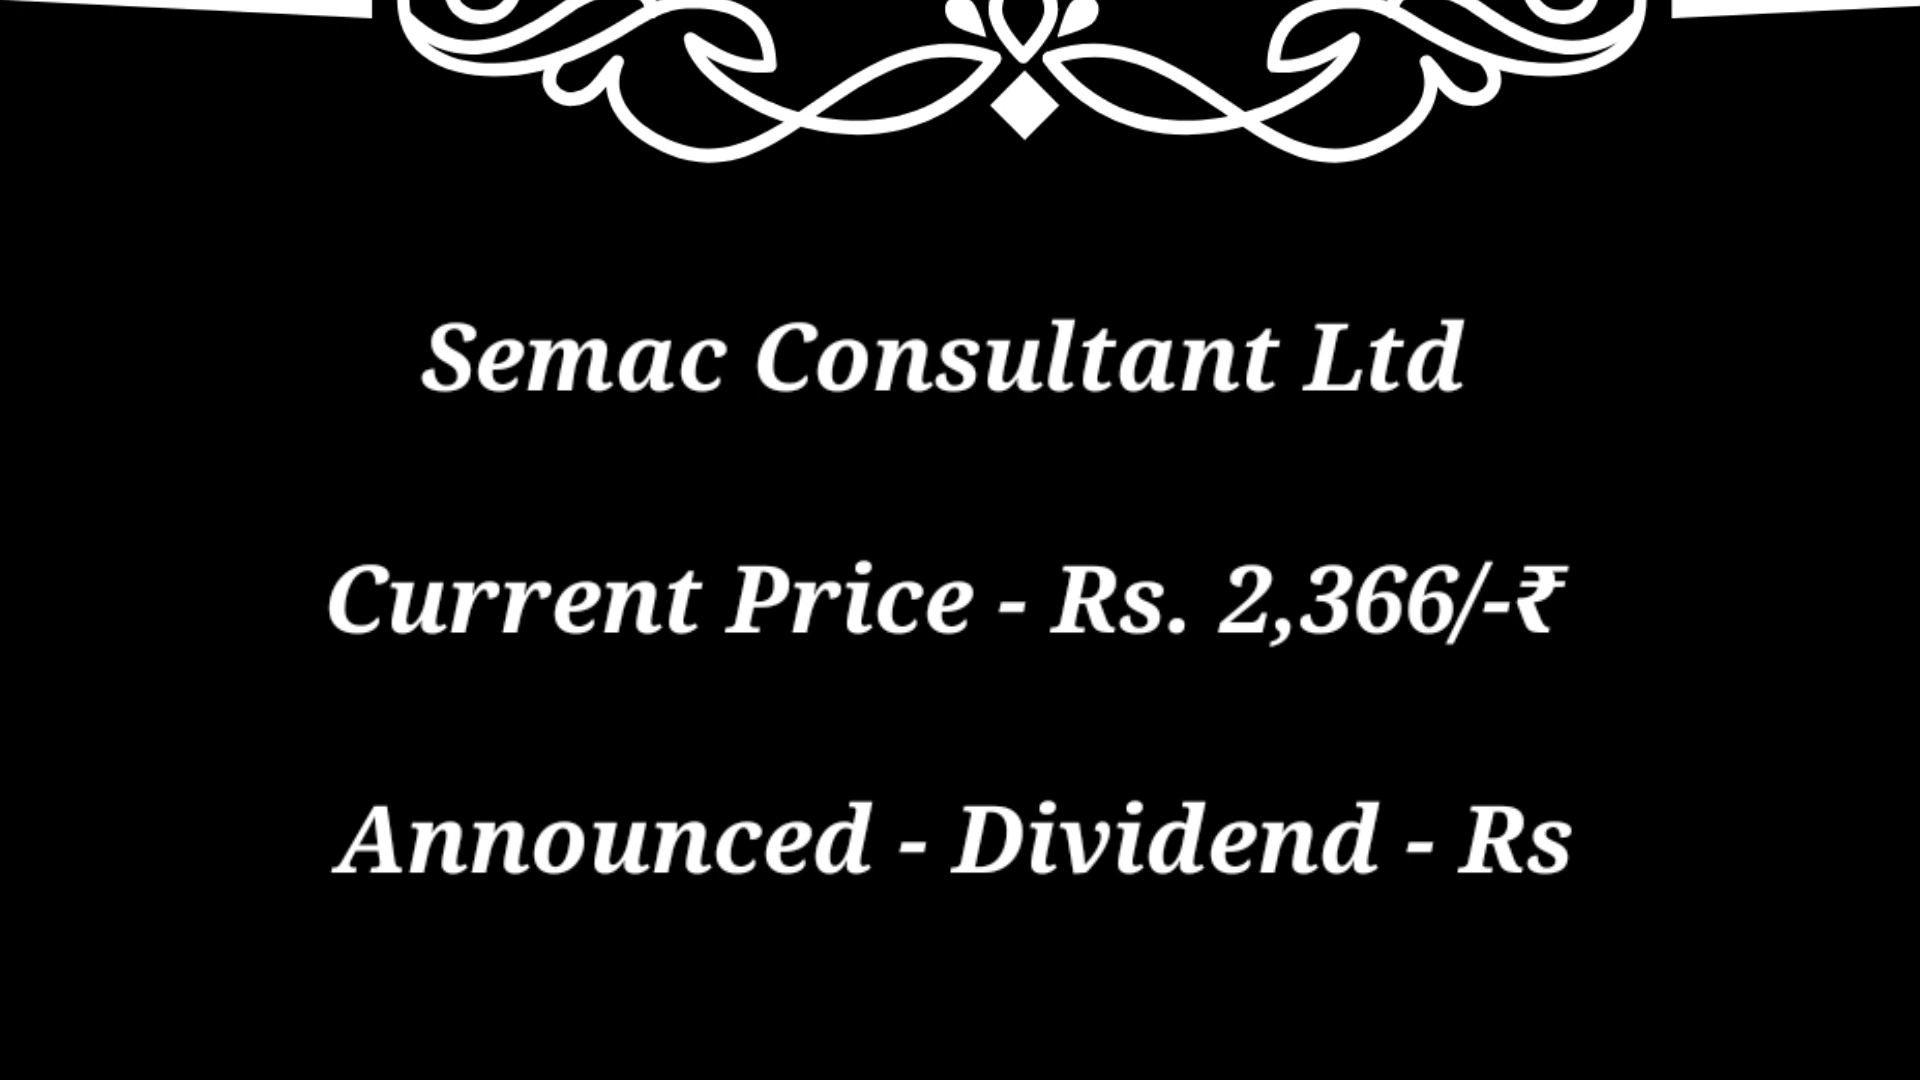 Semac Consultant Ltd
Current Price - Rs. 2,366/-₹
Announced - Dividend - Rs